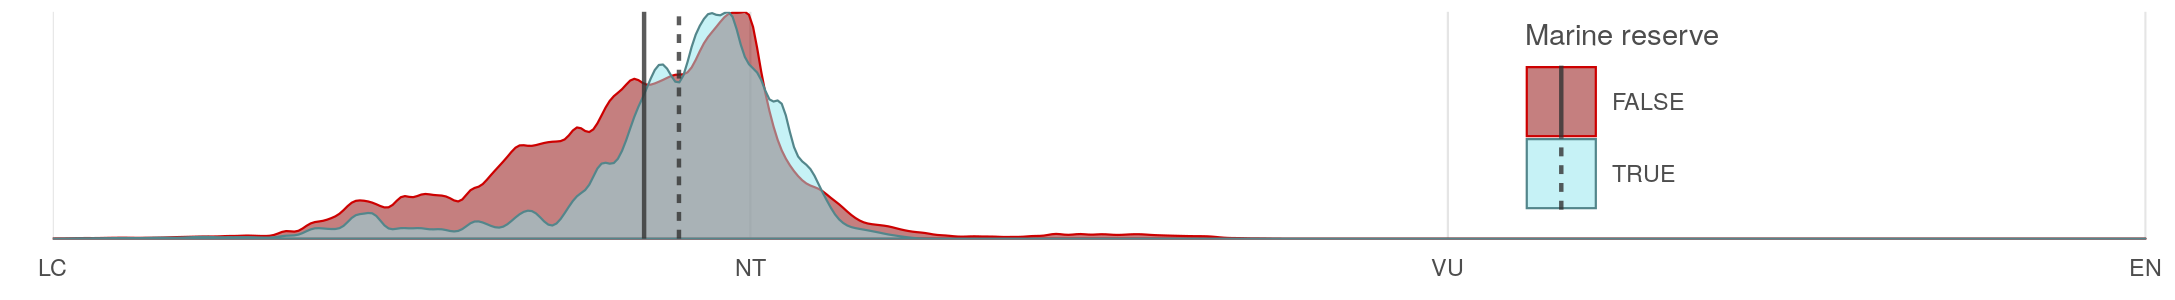 Marine reserve
FALSE
TRUE
LC NT VU EN